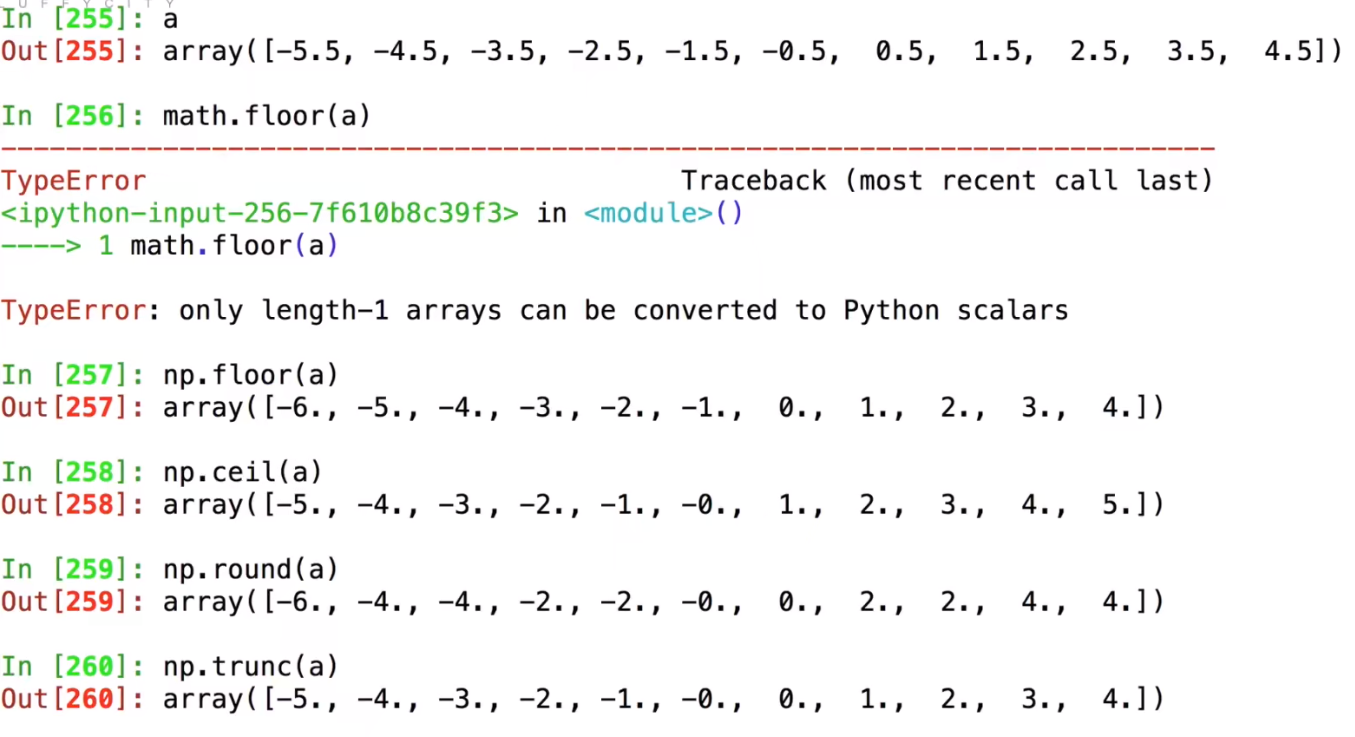 In [255]: a
Out[255]: array([-5.5, -4.5, -3.5, -2.5, -1.5, -0.5,  0.5,  1.5,  2.5,  3.5,  4.5])
In [256]: math.floor(a)
---------------------------------------------------------------------------
TypeError                                 Traceback (most recent call last)
<ipython-input-256-7f610b8c39f3> in <module>()
----> 1 math.floor(a)
TypeError: only length-1 arrays can be converted to Python scalars
In [257]: np.floor(a)
Out[257]: array([-6., -5., -4., -3., -2., -1.,  0.,  1.,  2.,  3.,  4.])
In [258]: np.ceil(a)
Out[258]: array([-5., -4., -3., -2., -1., -0.,  1.,  2.,  3.,  4.,  5.])
In [259]: np.round(a)
Out[259]: array([-6., -4., -4., -2., -2., -0.,  0.,  2.,  2.,  4.,  4.])
In [260]: np.trunc(a)
Out[260]: array([-5., -4., -3., -2., -1., -0.,  0.,  1.,  2.,  3.,  4.])